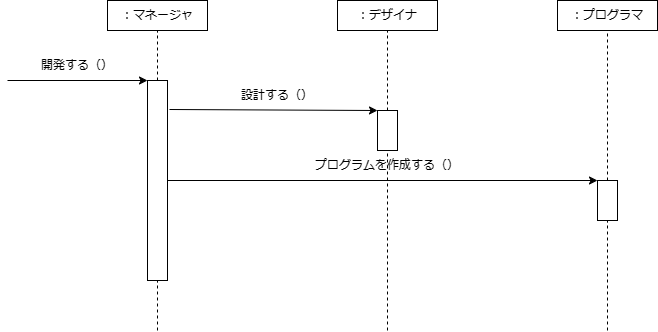 ：マネージャ
：デザイナ
：プログラマ
開発する（）
設計する（）
プログラムを作成する（）